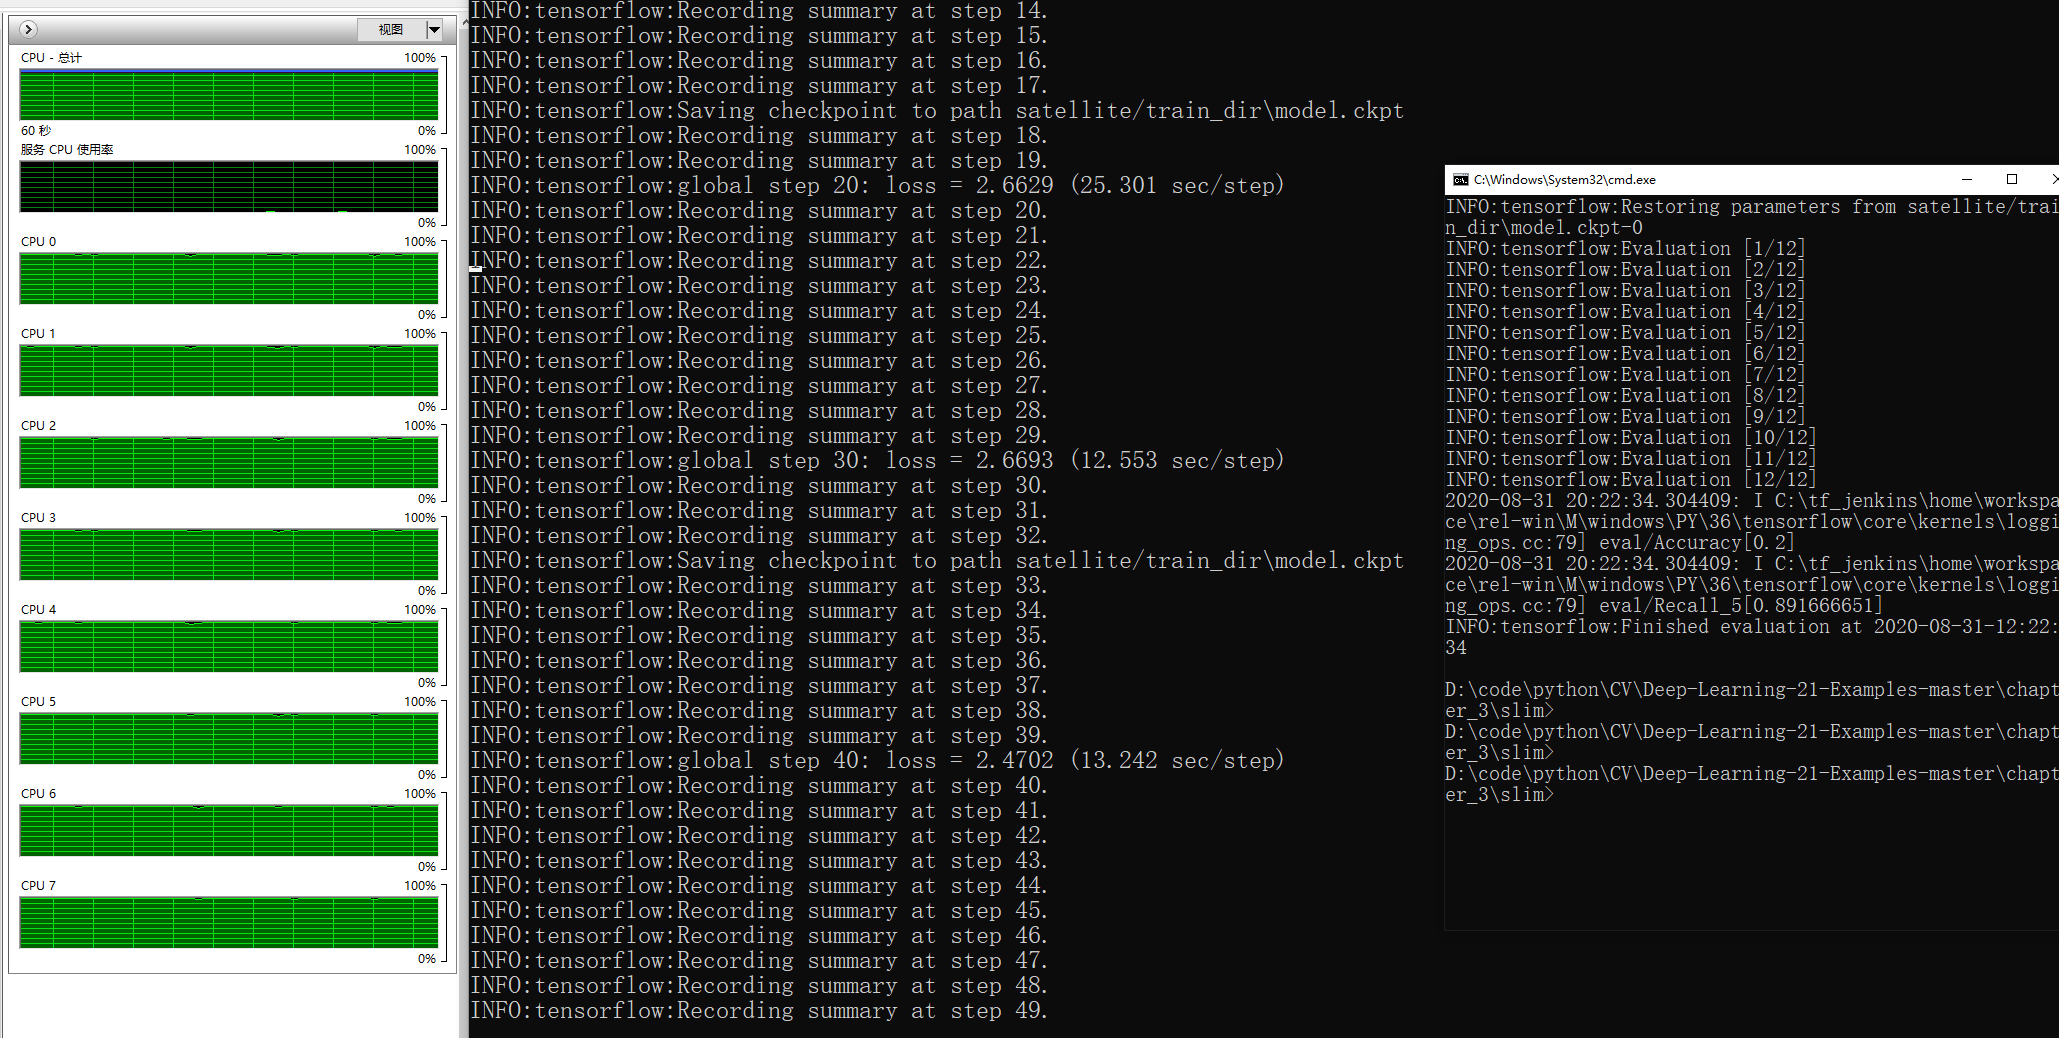 视图
CPU - 总计 100%
60 秒 0%
服务 CPU 使用率 100%
0%
CPU 0 100%
0%
CPU 1 100%
0%
CPU 2 100%
0%
CPU 3 100%
0%
CPU 4 100%
0%
CPU 5 100%
0%
CPU 6 100%
0%
CPU 7 100%
0%
INFO:tensorflow:Recording summary at step 14.
INFO:tensorflow:Recording summary at step 15.
INFO:tensorflow:Recording summary at step 16.
INFO:tensorflow:Recording summary at step 17.
INFO:tensorflow:Saving checkpoint to path satellite/train_dir\model.ckpt
INFO:tensorflow:Recording summary at step 18.
INFO:tensorflow:Recording summary at step 19.
INFO:tensorflow:global step 20: loss = 2.6629 (25.301 sec/step)
INFO:tensorflow:Recording summary at step 20.
INFO:tensorflow:Recording summary at step 21.
INFO:tensorflow:Recording summary at step 22.
INFO:tensorflow:Recording summary at step 23.
INFO:tensorflow:Recording summary at step 24.
INFO:tensorflow:Recording summary at step 25.
INFO:tensorflow:Recording summary at step 26.
INFO:tensorflow:Recording summary at step 27.
INFO:tensorflow:Recording summary at step 28.
INFO:tensorflow:Recording summary at step 29.
INFO:tensorflow:global step 30: loss = 2.6693 (12.553 sec/step)
INFO:tensorflow:Recording summary at step 30.
INFO:tensorflow:Recording summary at step 31.
INFO:tensorflow:Recording summary at step 32.
INFO:tensorflow:Saving checkpoint to path satellite/train_dir\model.ckpt
INFO:tensorflow:Recording summary at step 33.
INFO:tensorflow:Recording summary at step 34.
INFO:tensorflow:Recording summary at step 35.
INFO:tensorflow:Recording summary at step 36.
INFO:tensorflow:Recording summary at step 37.
INFO:tensorflow:Recording summary at step 38.
INFO:tensorflow:Recording summary at step 39.
INFO:tensorflow:global step 40: loss = 2.4702 (13.242 sec/step)
INFO:tensorflow:Recording summary at step 40.
INFO:tensorflow:Recording summary at step 41.
INFO:tensorflow:Recording summary at step 42.
INFO:tensorflow:Recording summary at step 43.
INFO:tensorflow:Recording summary at step 44.
INFO:tensorflow:Recording summary at step 45.
INFO:tensorflow:Recording summary at step 46.
INFO:tensorflow:Recording summary at step 47.
INFO:tensorflow:Recording summary at step 48.
INFO:tensorflow:Recording summary at step 49.
C:\Windows\System32\cmd.exe
INFO:tensorflow:Restoring parameters from satellite/trai
n_dir\model.ckpt-0
INFO:tensorflow:Evaluation [1/12]
INFO:tensorflow:Evaluation [2/12]
INFO:tensorflow:Evaluation [3/12]
INFO:tensorflow:Evaluation [4/12]
INFO:tensorflow:Evaluation [5/12]
INFO:tensorflow:Evaluation [6/12]
INFO:tensorflow:Evaluation [7/12]
INFO:tensorflow:Evaluation [8/12]
INFO:tensorflow:Evaluation [9/12]
INFO:tensorflow:Evaluation [10/12]
INFO:tensorflow:Evaluation [11/12]
INFO:tensorflow:Evaluation [12/12]
2020-08-31 20:22:34.304409: I C:\tf_jenkins\home\workspa
ce\rel-win\M\windows\PY\36\tensorflow\core\kernels\loggi
ng_ops.cc:79] eval/Accuracy[0.2]
2020-08-31 20:22:34.304409: I C:\tf_jenkins\home\workspa
ce\rel-win\M\windows\PY\36\tensorflow\core\kernels\loggi
ng_ops.cc:79] eval/Recall_5[0.891666651]
INFO:tensorflow:Finished evaluation at 2020-08-31-12:22:
34
D:\code\python\CV\Deep-Learning-21-Examples-master\chapt
er_3\slim>
D:\code\python\CV\Deep-Learning-21-Examples-master\chapt
er_3\slim>
D:\code\python\CV\Deep-Learning-21-Examples-master\chapt
er_3\slim>